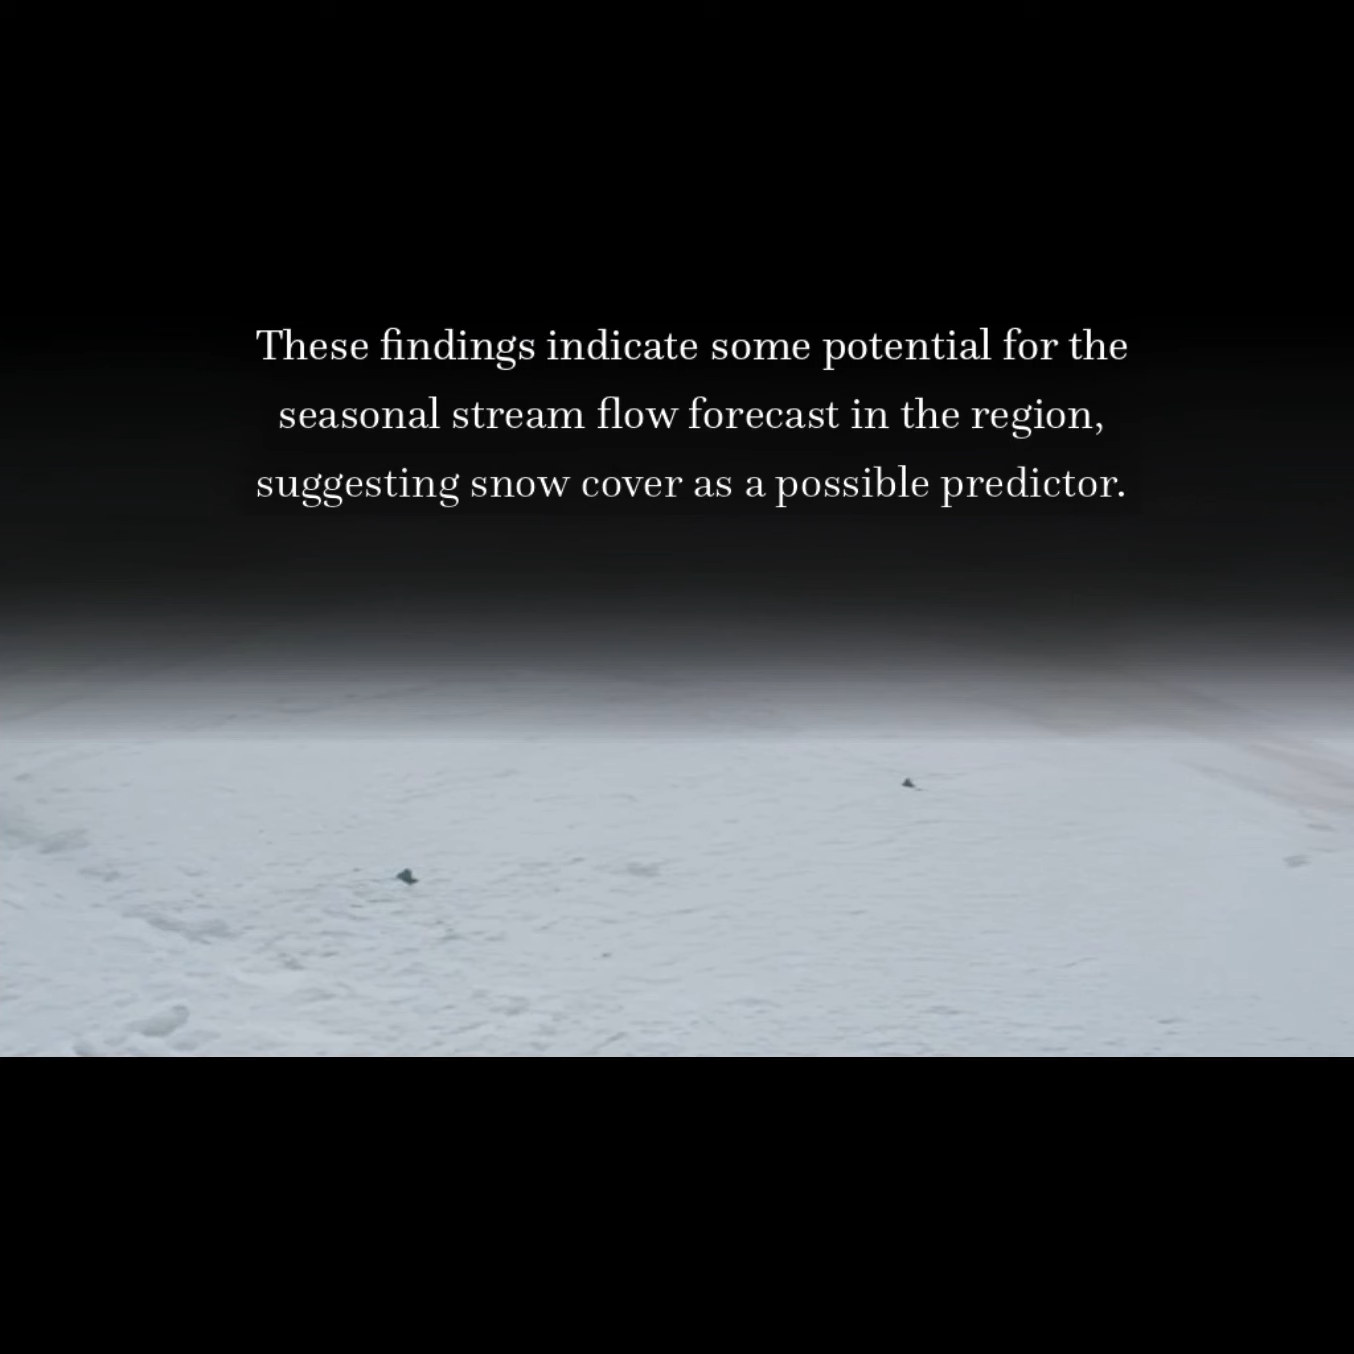 These findings indicate some potential for the
seasonal stream flow forecast in the region,
suggesting snow cover as a possible predictor.